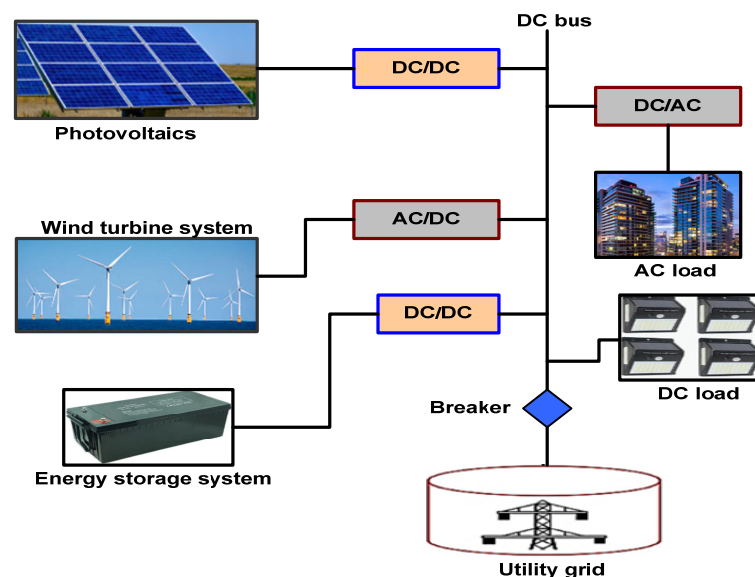 DC bus
DC/DC
DC/AC
Photovoltaics
Wind turbine system
AC/DC
AC load
DC/DC
DC load
Breaker
Energy storage system
Utility grid